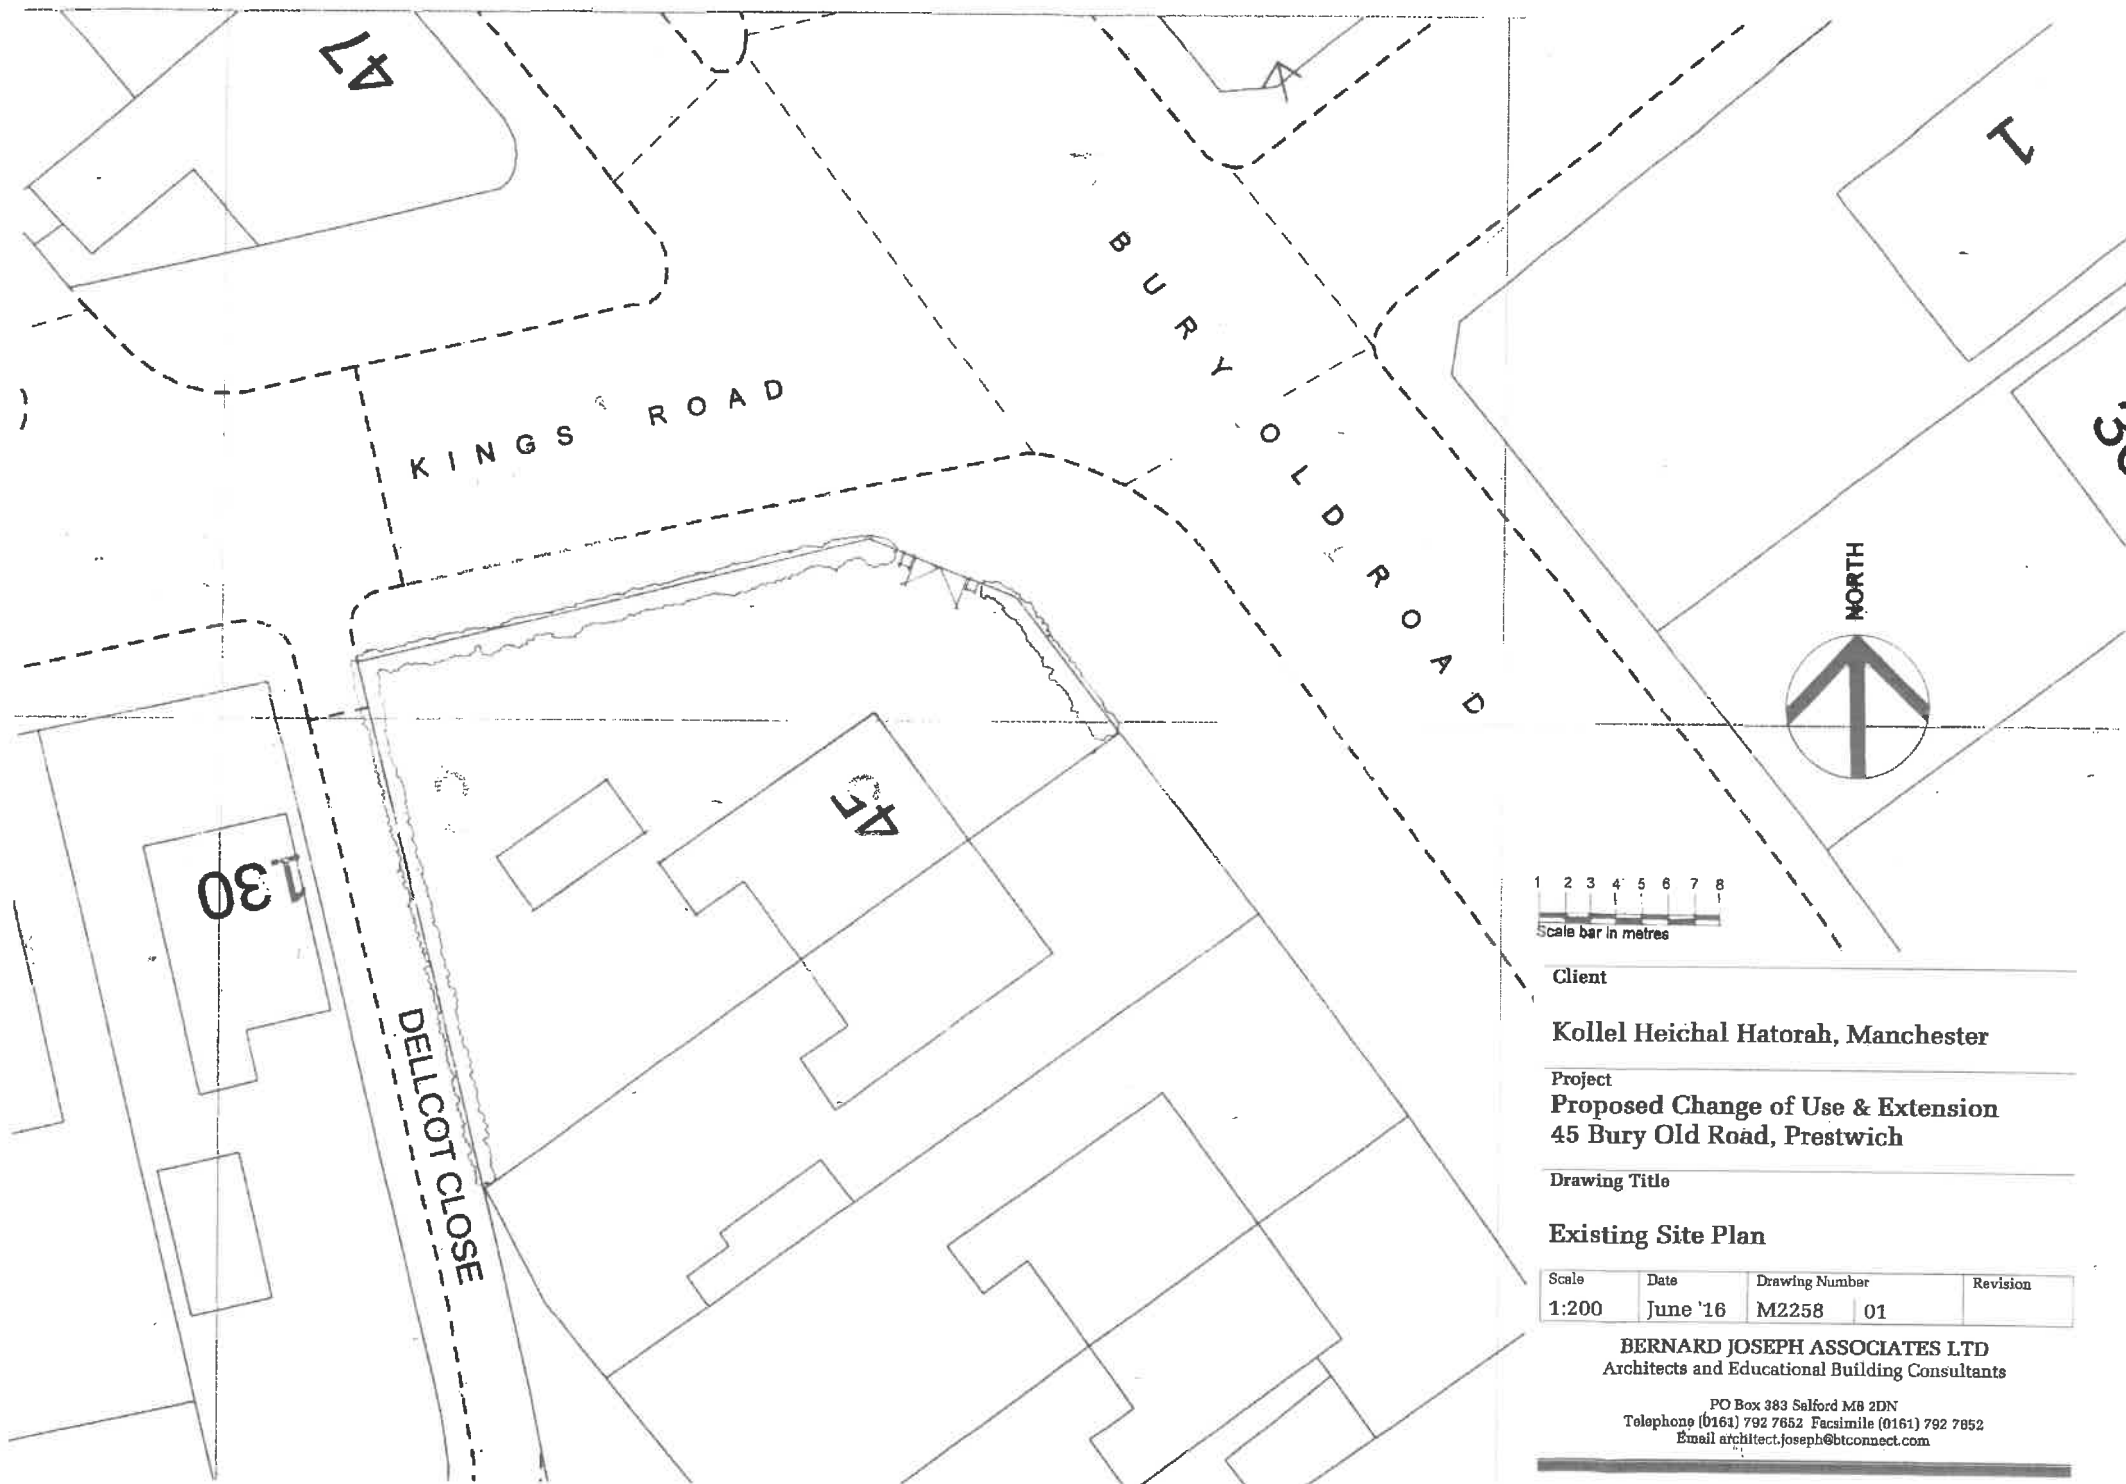 47
1
KINGS ROAD
BURY OLD ROAD
NORTH
45
130
DELLCOT CLOSE
1 2 3 4 5 6 7 8
Scale bar in metres
Client
Kollel Heichal Hatorah, Manchester
Project
Proposed Change of Use & Extension
45 Bury Old Road, Prestwich
Drawing Title
Existing Site Plan
Scale Date Drawing Number Revision
1:200 June '16 M2258 01
BERNARD JOSEPH ASSOCIATES LTD
Architects and Educational Building Consultants
PO Box 383 Salford M8 2DN
Telephone (0161) 792 7652 Facsimile (0161) 792 7852
Email architect.joseph@btconnect.com